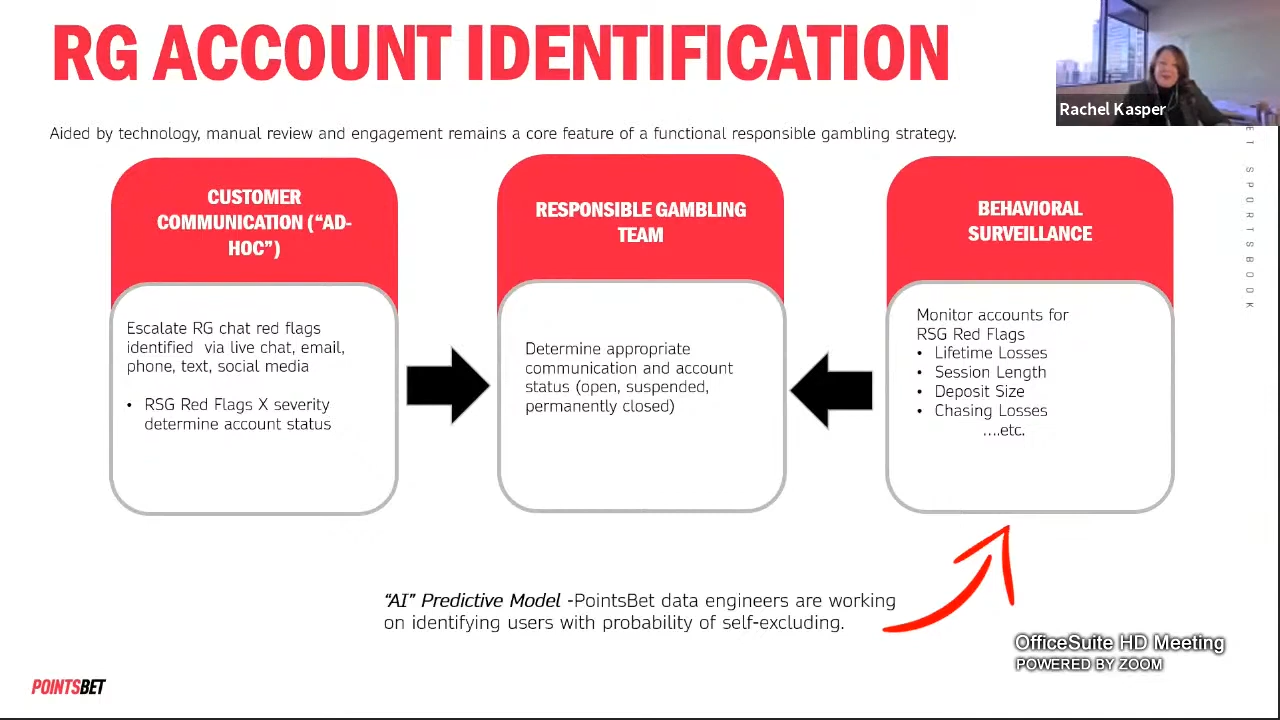 RG ACCOUNT IDENTIFICATION
Rachel Kasper
Aided by technology, manual review and engagement remains a core feature of a functional responsible gambling strategy.
CUSTOMER
COMMUNICATION (“AD-
HOC”)
Escalate RG chat red flags
identified via live chat, email,
phone, text, social media
• RSG Red Flags X severity
determine account status
RESPONSIBLE GAMBLING
TEAM
Determine appropriate
communication and account
status (open, suspended,
permanently closed)
BEHAVIORAL
SURVEILLANCE
Monitor accounts for
RSG Red Flags
• Lifetime Losses
• Session Length
• Deposit Size
• Chasing Losses
….etc.
ET SPORTSBOOK
“AI” Predictive Model -PointsBet data engineers are working
on identifying users with probability of self-excluding.
OfficeSuite HD Meeting
POWERED BY ZOOM
POINTSBET